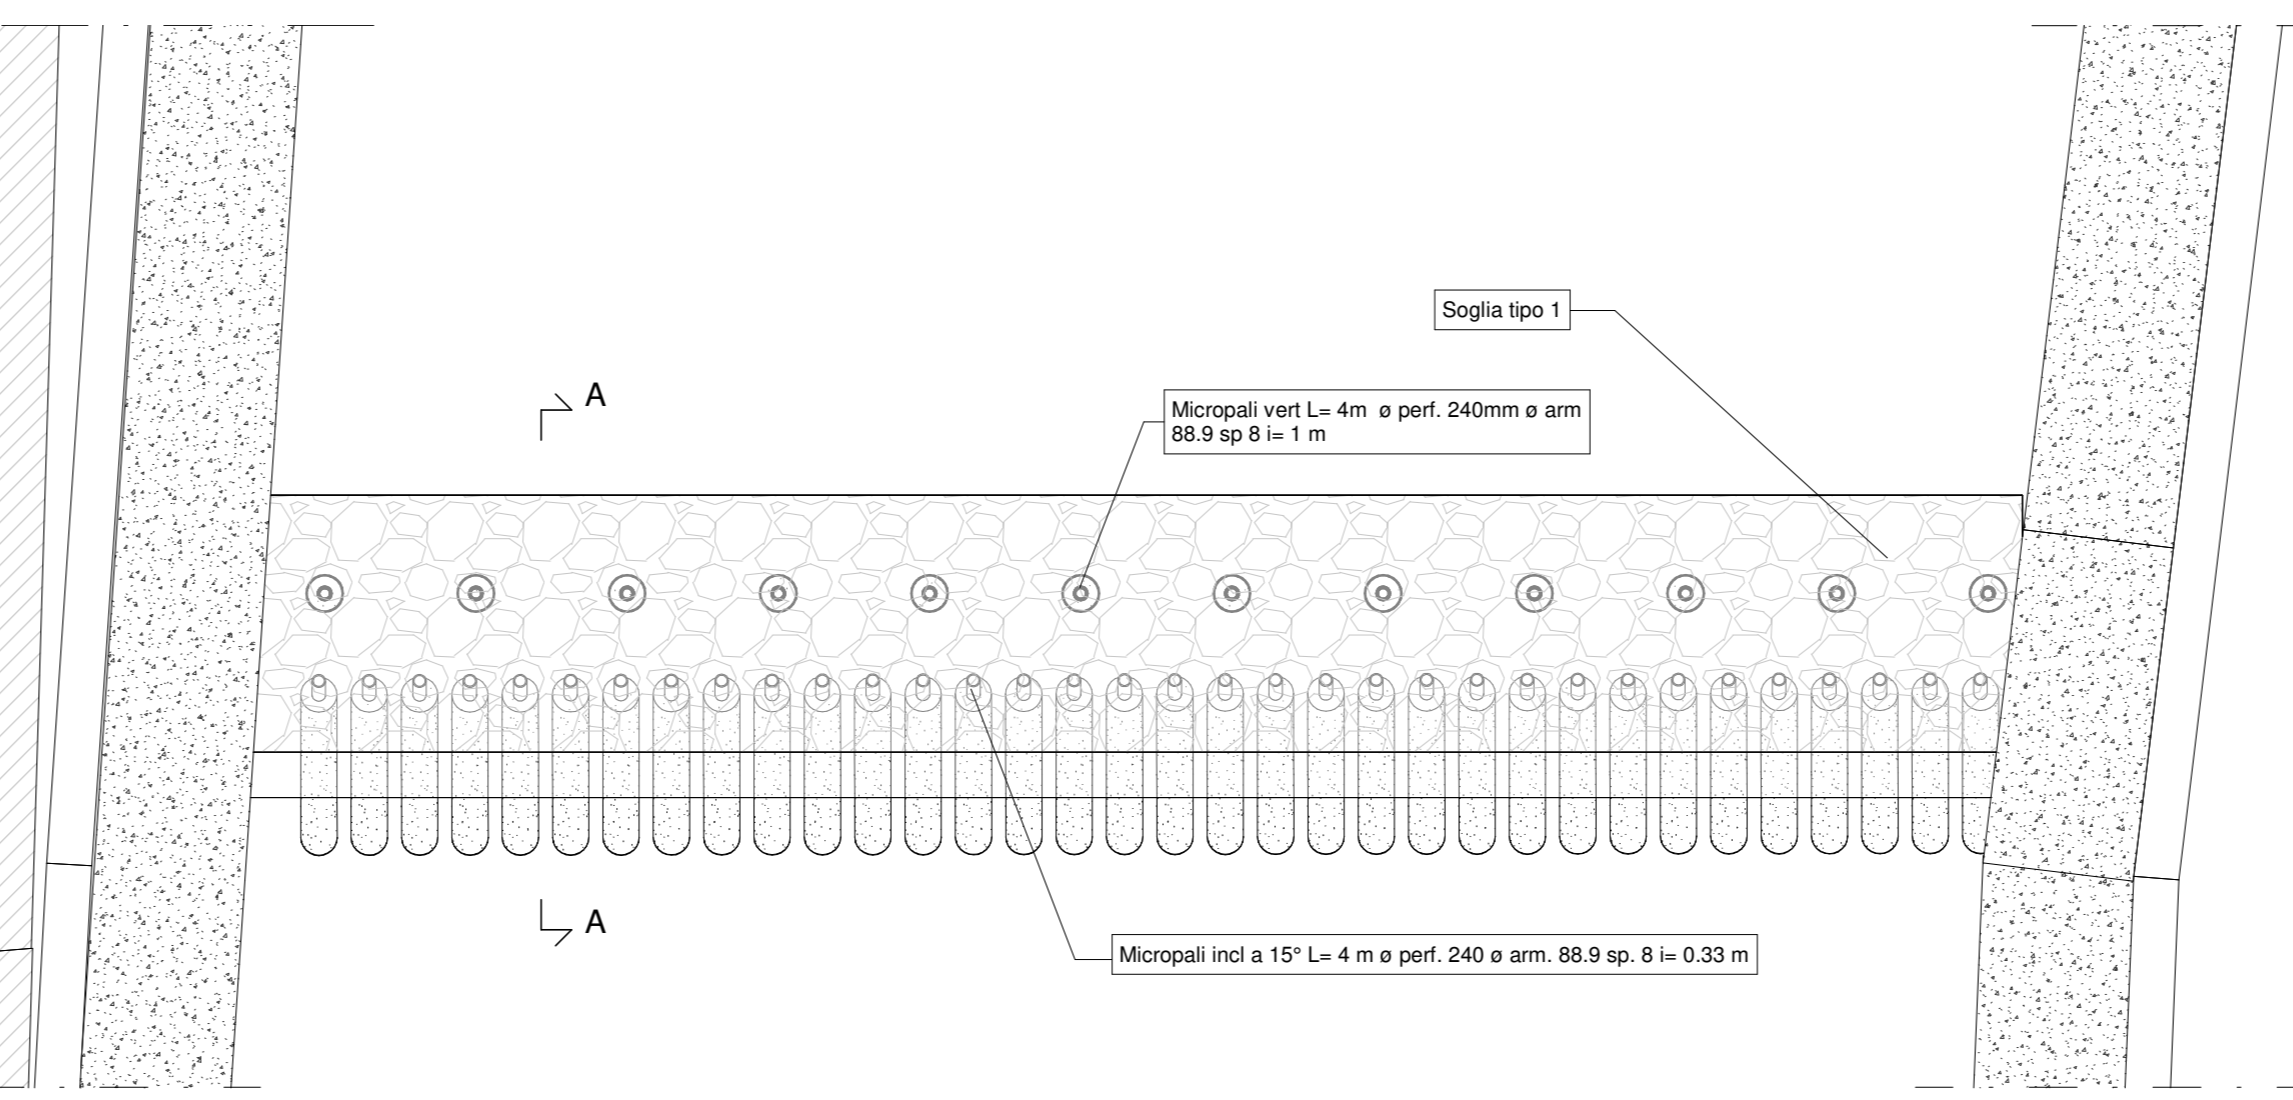 Soglia tipo 1
A
Micropali vert L= 4m ø perf. 240mm ø arm
88.9 sp 8 i= 1 m
A
Micropali incl a 15° L= 4 m ø perf. 240 ø arm. 88.9 sp. 8 i= 0.33 m